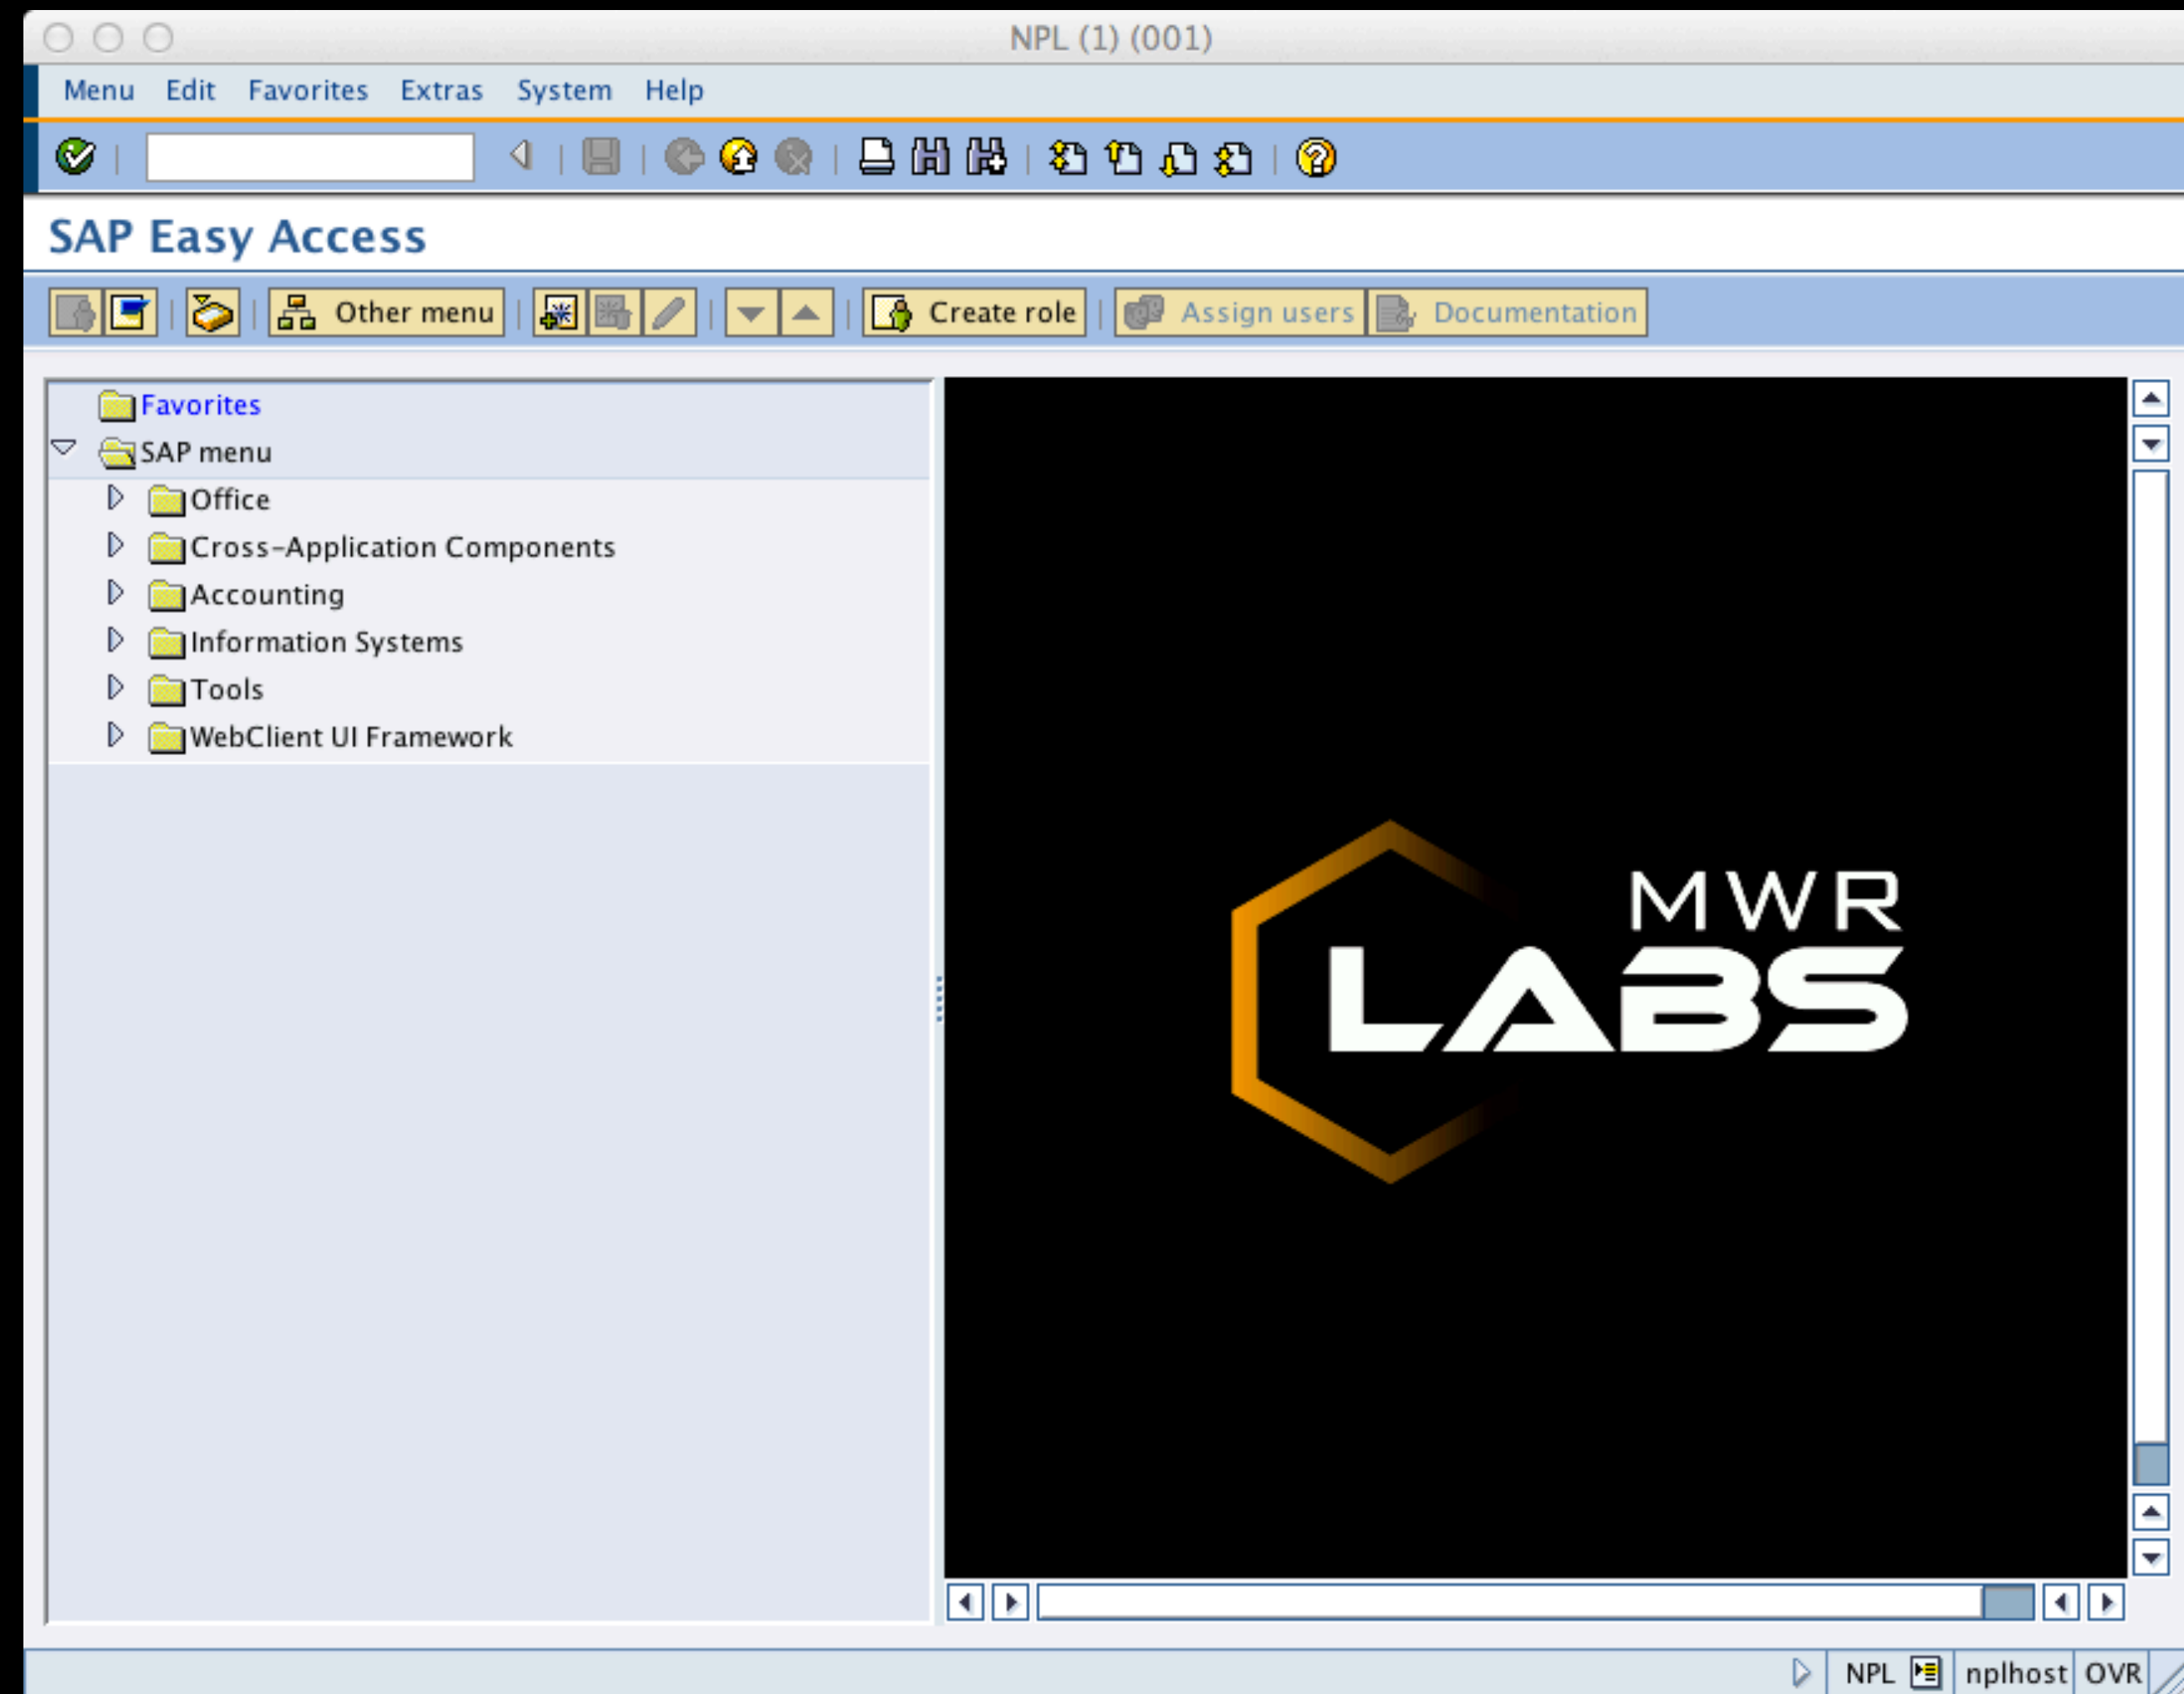 NPL (1) (001)
Menu Edit Favorites Extras System Help
SAP Easy Access
Other menu Create role Assign users Documentation
Favorites
SAP menu
Office
Cross-Application Components
Accounting
Information Systems
Tools
WebClient UI Framework
MWR
LABS
NPL nplhost OVR